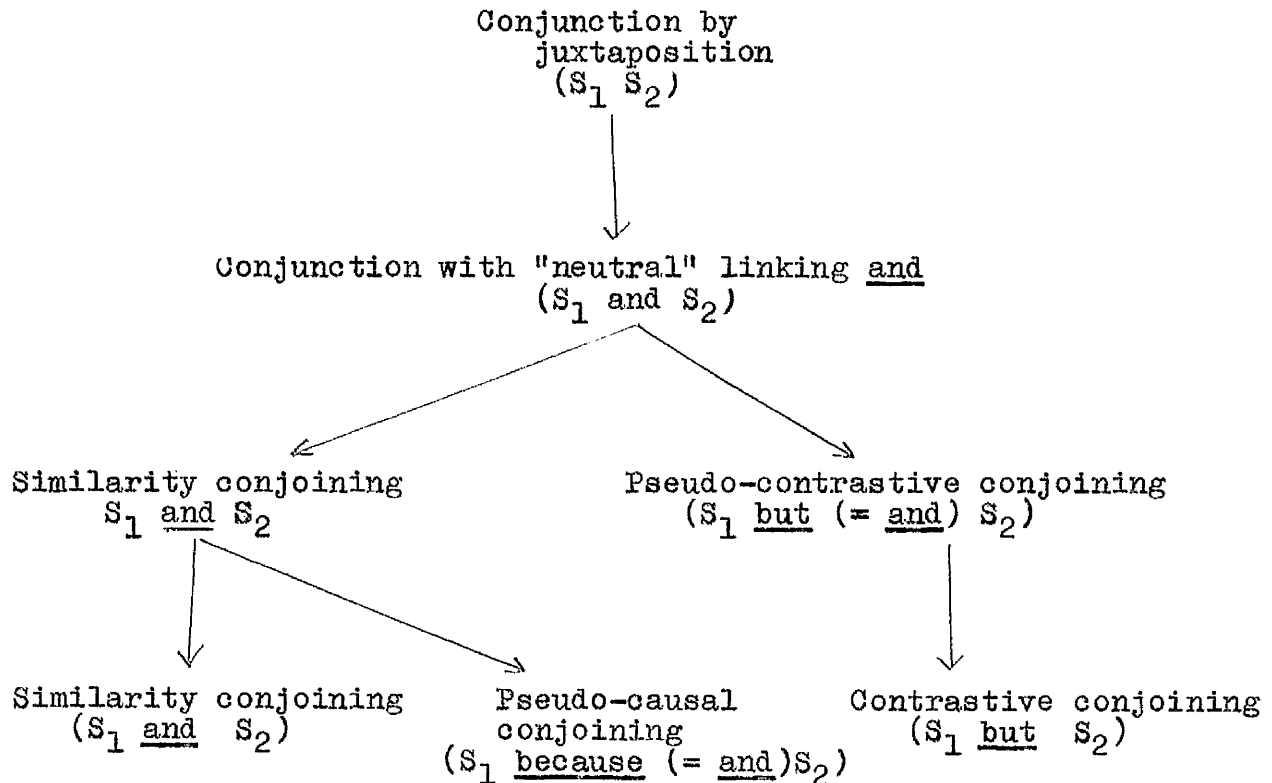 Conjunction by
juxtaposition
(S₁ S₂)
Conjunction with "neutral" linking and
(S₁ and S₂)
Similarity conjoining
S₁ and S₂
Pseudo-contrastive conjoining
(S₁ but (= and) S₂)
Similarity conjoining
(S₁ and S₂)
Pseudo-causal
conjoining
(S₁ because (= and)S₂)
Contrastive conjoining
(S₁ but S₂)